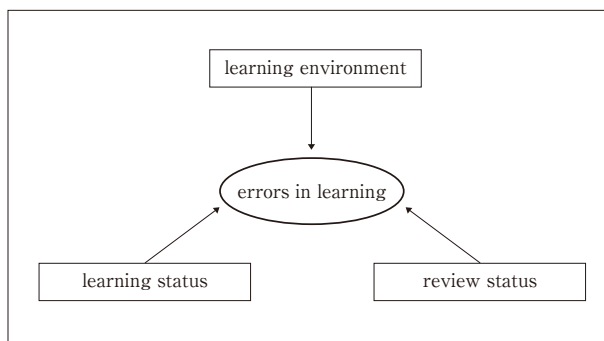 learning environment
errors in learning
learning status
review status